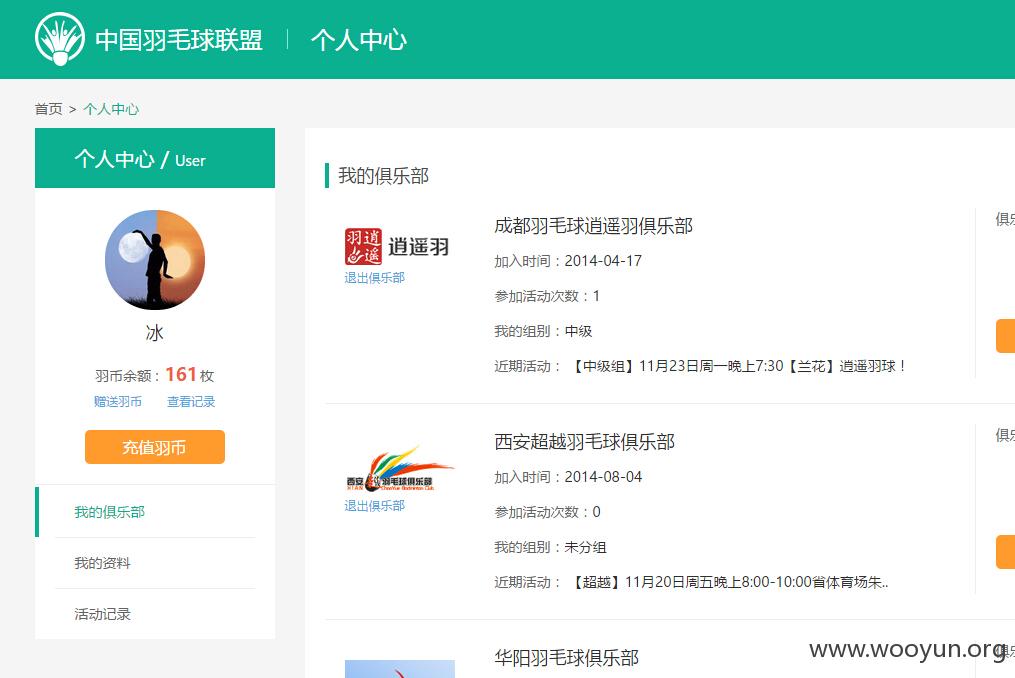 中国羽毛球联盟 个人中心
首页 > 个人中心
个人中心 / User
冰
羽币余额：161枚
赠送羽币 查看记录
充值羽币
我的俱乐部
我的资料
活动记录
我的俱乐部
羽逍遥 逍遥羽
退出俱乐部
成都羽毛球逍遥羽俱乐部
加入时间：2014-04-17
参加活动次数：1
我的组别：中级
近期活动：【中级组】11月23日周一晚上7:30【兰花】逍遥羽球！
俱乐
西安超越羽毛球俱乐部
退出俱乐部
西安超越羽毛球俱乐部
加入时间：2014-08-04
参加活动次数：0
我的组别：未分组
近期活动：【超越】11月20日周五晚上8:00-10:00省体育场朱..
俱乐
华阳羽毛球俱乐部
www.wooyun.org